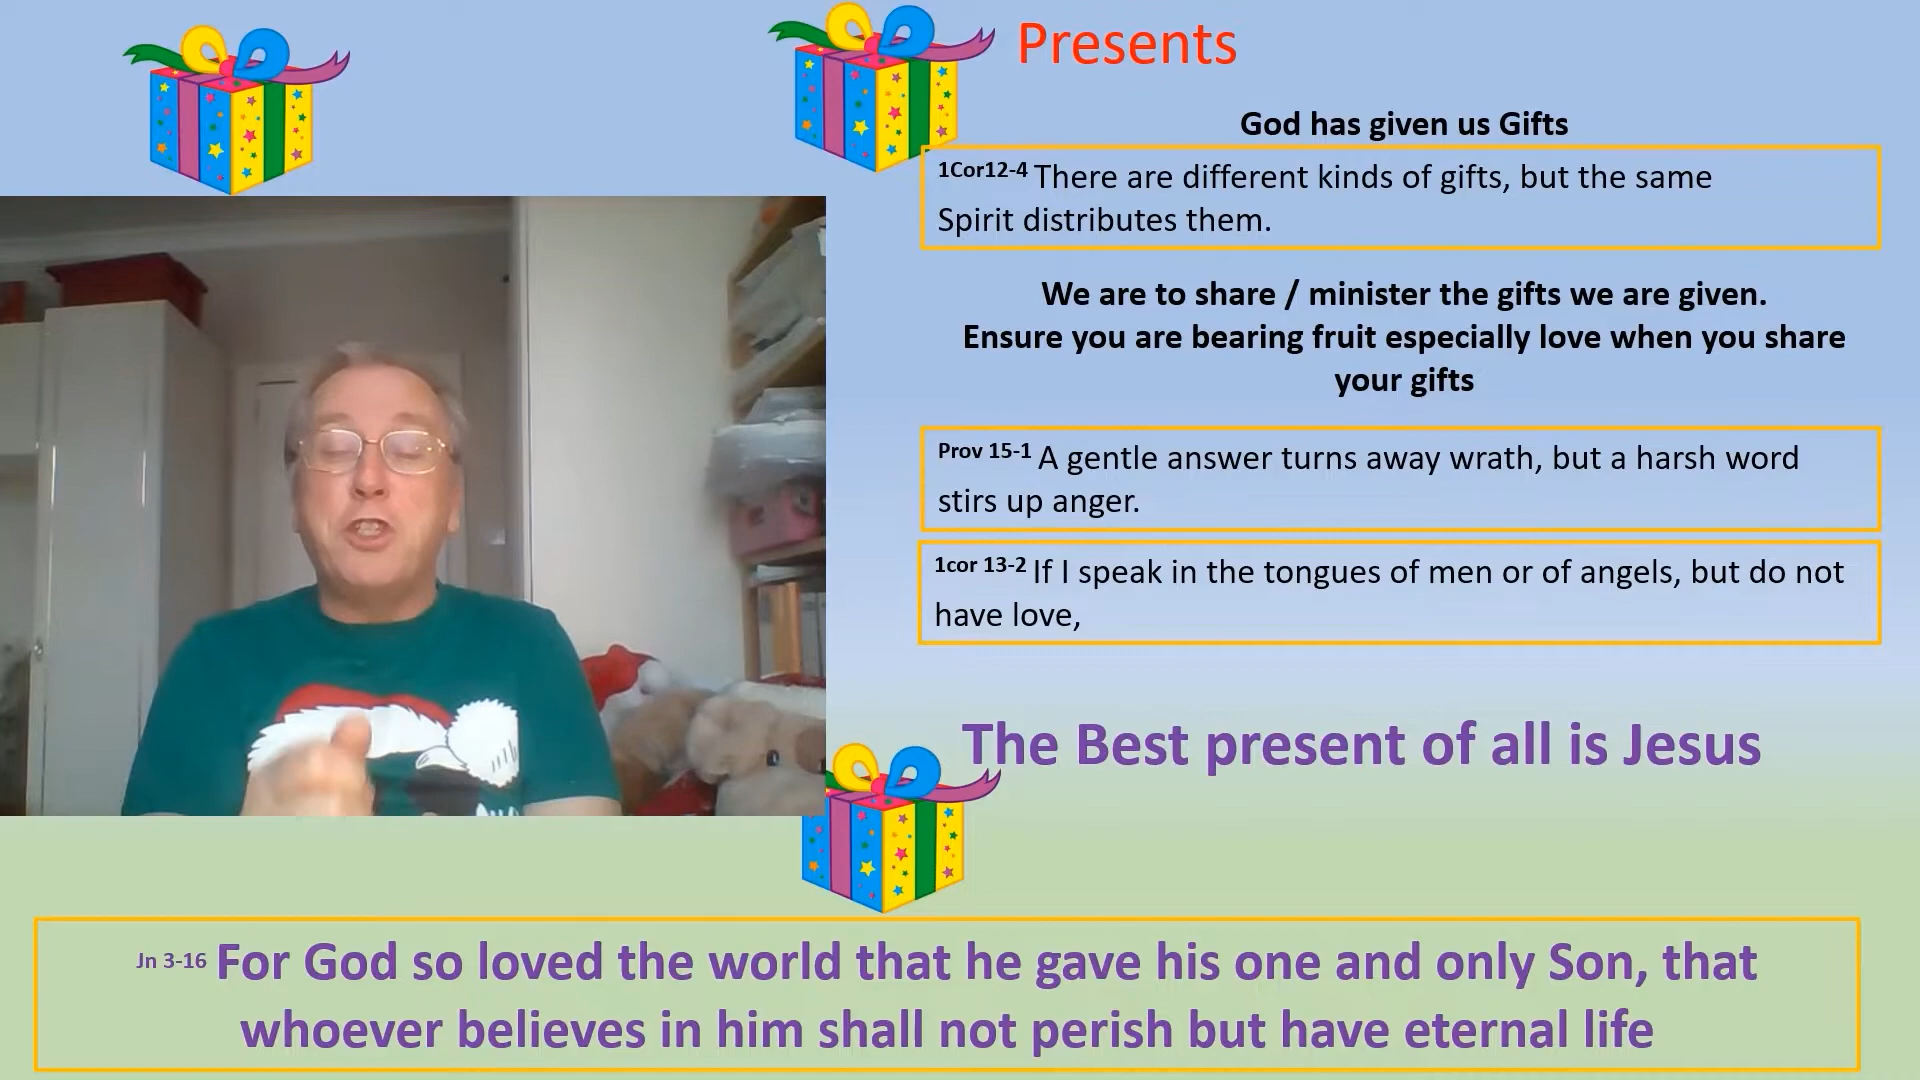 Presents
God has given us Gifts
1Cor12-4 There are different kinds of gifts, but the same
Spirit distributes them.
We are to share / minister the gifts we are given.
Ensure you are bearing fruit especially love when you share
your gifts
Prov 15-1 A gentle answer turns away wrath, but a harsh word
stirs up anger.
1cor 13-2 If I speak in the tongues of men or of angels, but do not
have love,
The Best present of all is Jesus
Jn 3-16 For God so loved the world that he gave his one and only Son, that
whoever believes in him shall not perish but have eternal life